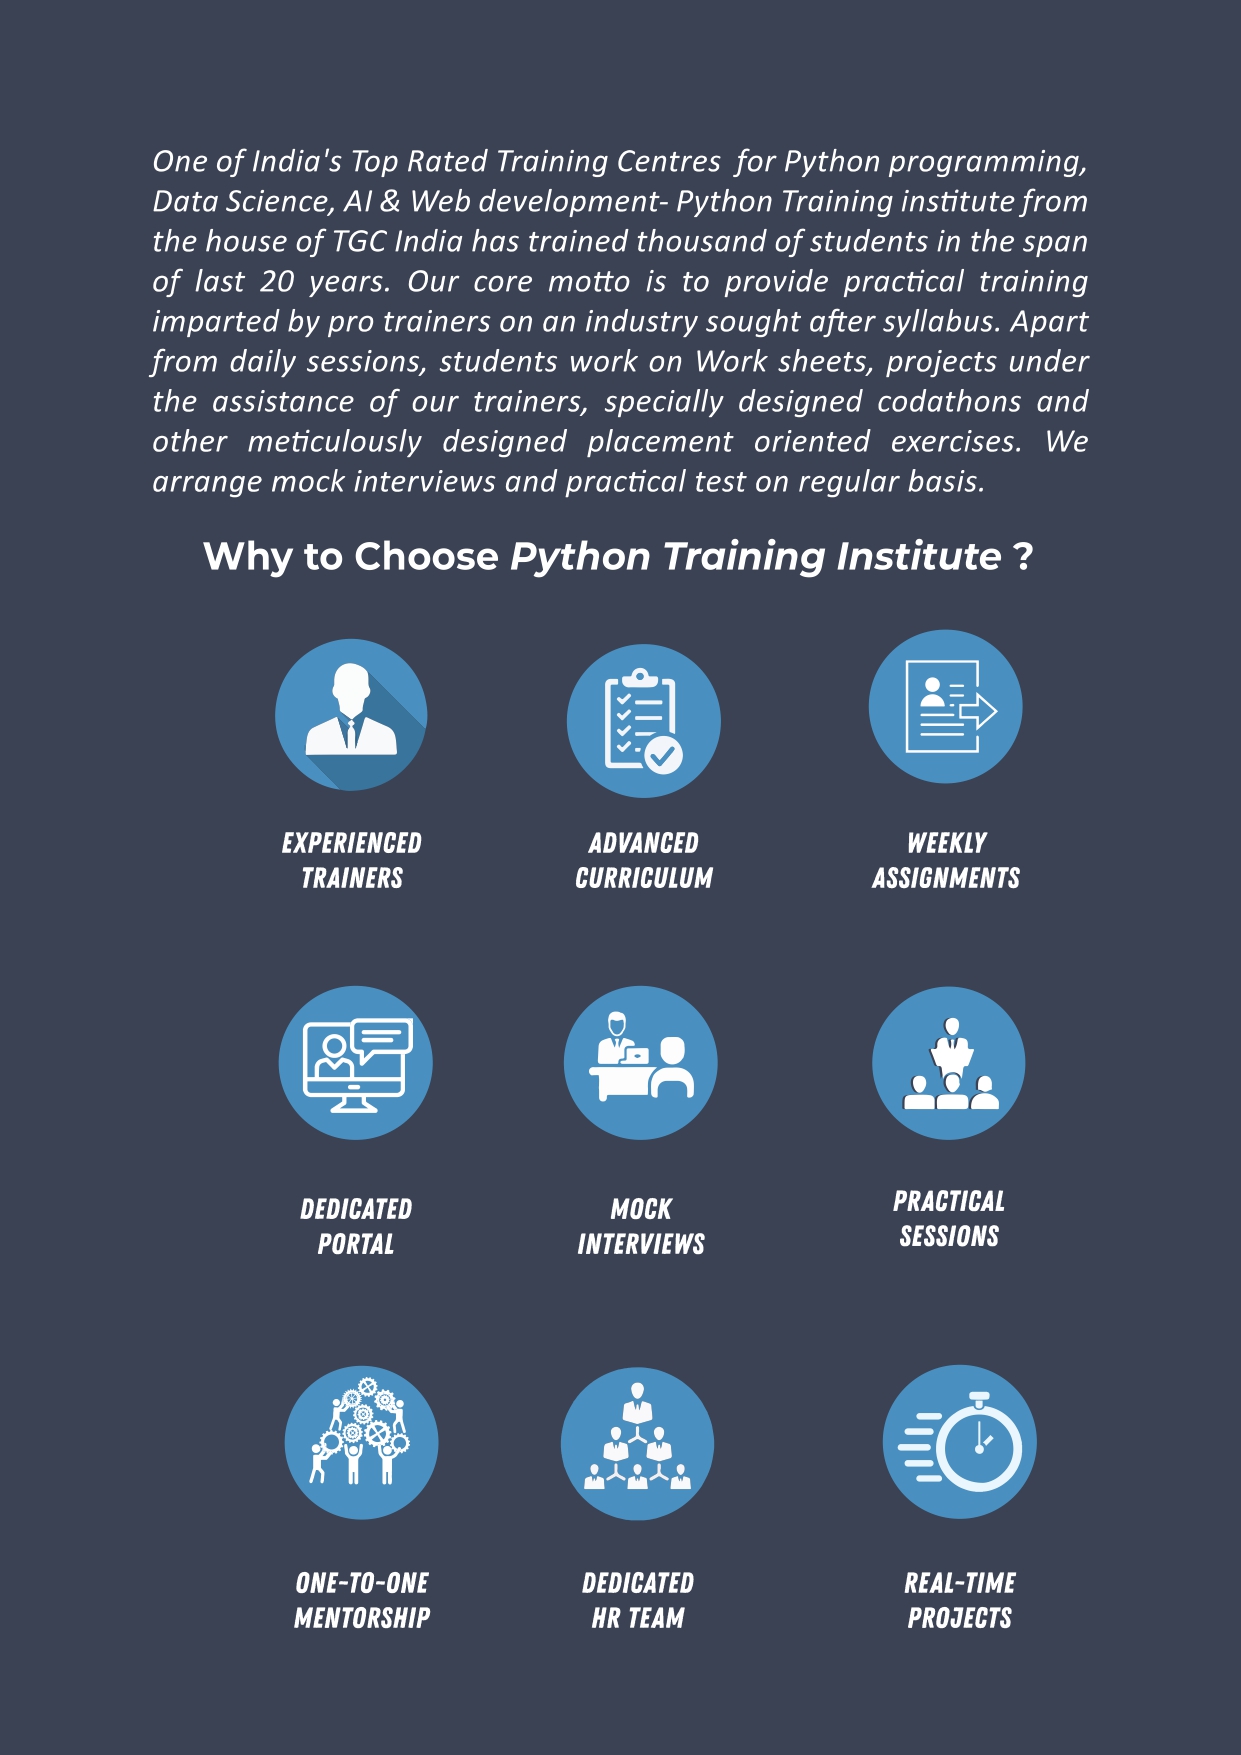 One of India's Top Rated Training Centres for Python programming,
Data Science, AI & Web development- Python Training institute from
the house of TGC India has trained thousand of students in the span
of last 20 years. Our core motto is to provide practical training
imparted by pro trainers on an industry sought after syllabus. Apart
from daily sessions, students work on Work sheets, projects under
the assistance of our trainers, specially designed codathons and
other meticulously designed placement oriented exercises. We
arrange mock interviews and practical test on regular basis.
Why to Choose Python Training Institute ?
EXPERIENCED
TRAINERS
ADVANCED
CURRICULUM
WEEKLY
ASSIGNMENTS
DEDICATED
PORTAL
MOCK
INTERVIEWS
PRACTICAL
SESSIONS
ONE-TO-ONE
MENTORSHIP
DEDICATED
HR TEAM
REAL-TIME
PROJECTS